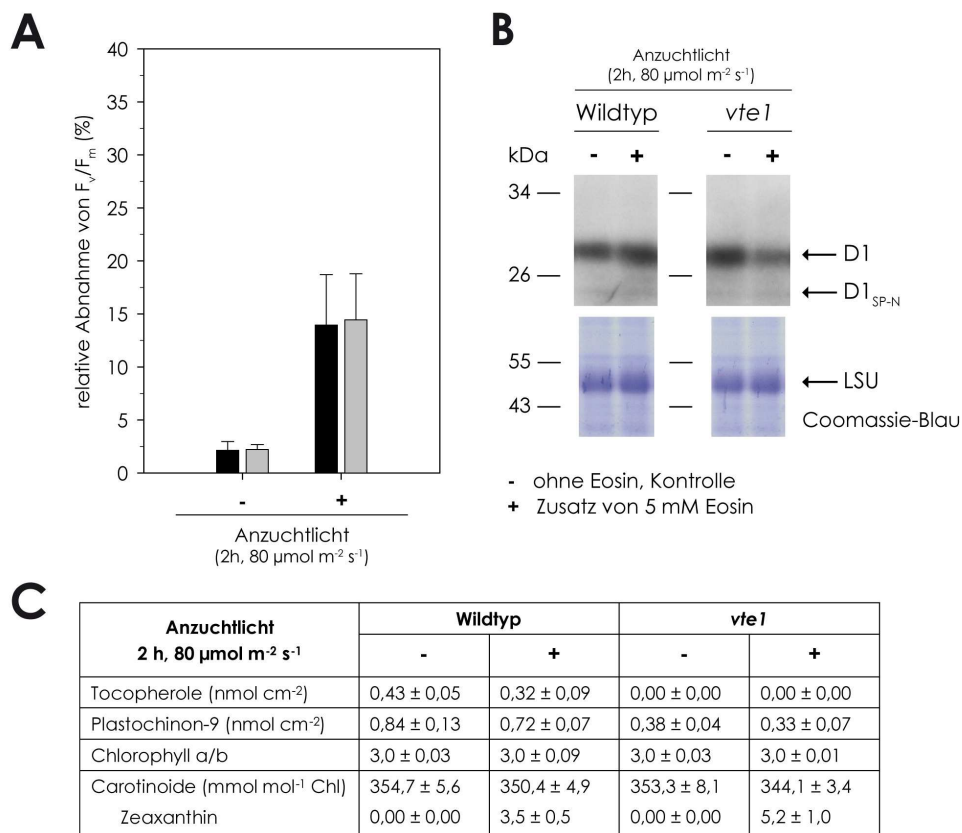 A
40
35
30
25
20
15
10
5
0
relative Abnahme von Fv/Fm (%)
- +
Anzuchtlicht
(2h, 80 µmol m⁻² s⁻¹)
B
Anzuchtlicht
(2h, 80 µmol m⁻² s⁻¹)
Wildtyp vte1
kDa - + - +
34
D1
26
D1SP-N
55
LSU
43
Coomassie-Blau
- ohne Eosin, Kontrolle
+ Zusatz von 5 mM Eosin
C
Anzuchtlicht
2 h, 80 µmol m⁻² s⁻¹
Wildtyp vte1
- + - +
Tocopherole (nmol cm⁻²) 0,43 ± 0,05 0,32 ± 0,09 0,00 ± 0,00 0,00 ± 0,00
Plastochinon-9 (nmol cm⁻²) 0,84 ± 0,13 0,72 ± 0,07 0,38 ± 0,04 0,33 ± 0,07
Chlorophyll a/b 3,0 ± 0,03 3,0 ± 0,09 3,0 ± 0,03 3,0 ± 0,01
Carotinoide (mmol mol⁻¹ Chl) 354,7 ± 5,6 350,4 ± 4,9 353,3 ± 8,1 344,1 ± 3,4
Zeaxanthin 0,00 ± 0,00 3,5 ± 0,5 0,00 ± 0,00 5,2 ± 1,0